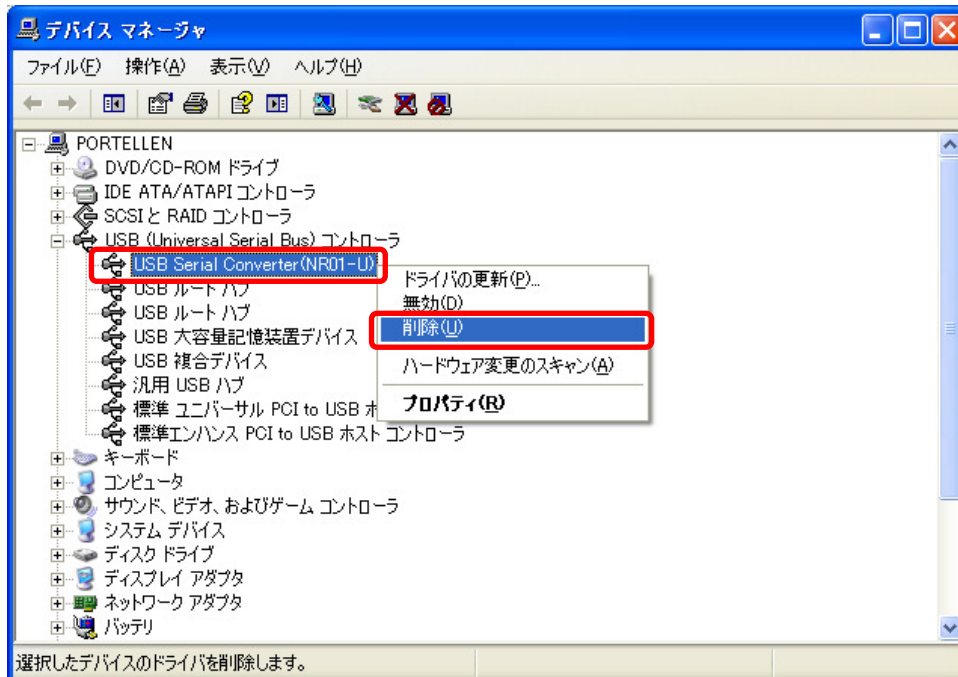 デバイス マネージャ
ファイル(F) 操作(A) 表示(V) ヘルプ(H)
PORTELLEN
DVD/CD-ROM ドライブ
IDE ATA/ATAPI コントローラ
SCSI と RAID コントローラ
USB (Universal Serial Bus) コントローラ
USB Serial Converter(NR01-U)
USB ルート ハブ
USB ルート ハブ
USB 大容量記憶装置デバイス
USB 複合デバイス
汎用 USB ハブ
標準 ユニバーサル PCI to USB ホ
標準エンハンス PCI to USB ホスト コントローラ
キーボード
コンピュータ
サウンド、ビデオ、およびゲーム コントローラ
システム デバイス
ディスク ドライブ
ディスプレイ アダプタ
ネットワーク アダプタ
バッテリ
ドライバの更新(P)...
無効(D)
削除(U)
ハードウェア変更のスキャン(A)
プロパティ(R)
選択したデバイスのドライバを削除します。